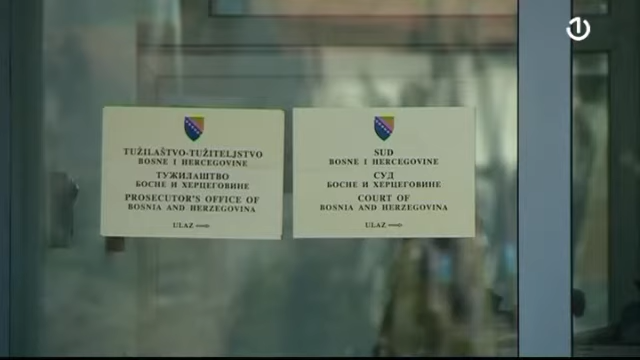 TUŽILAŠTVO-TUŽITELJSTVO
BOSNE I HERCEGOVINE
ТУЖИЛАШТВО
БОСНЕ И ХЕРЦЕГОВИНЕ
PROSECUTOR'S OFFICE OF
BOSNIA AND HERZEGOVINA
ULAZ
SUD
BOSNE I HERCEGOVINE
СУД
БОСНЕ И ХЕРЦЕГОВИНЕ
COURT OF
BOSNIA AND HERZEGOVINA
ULAZ
1